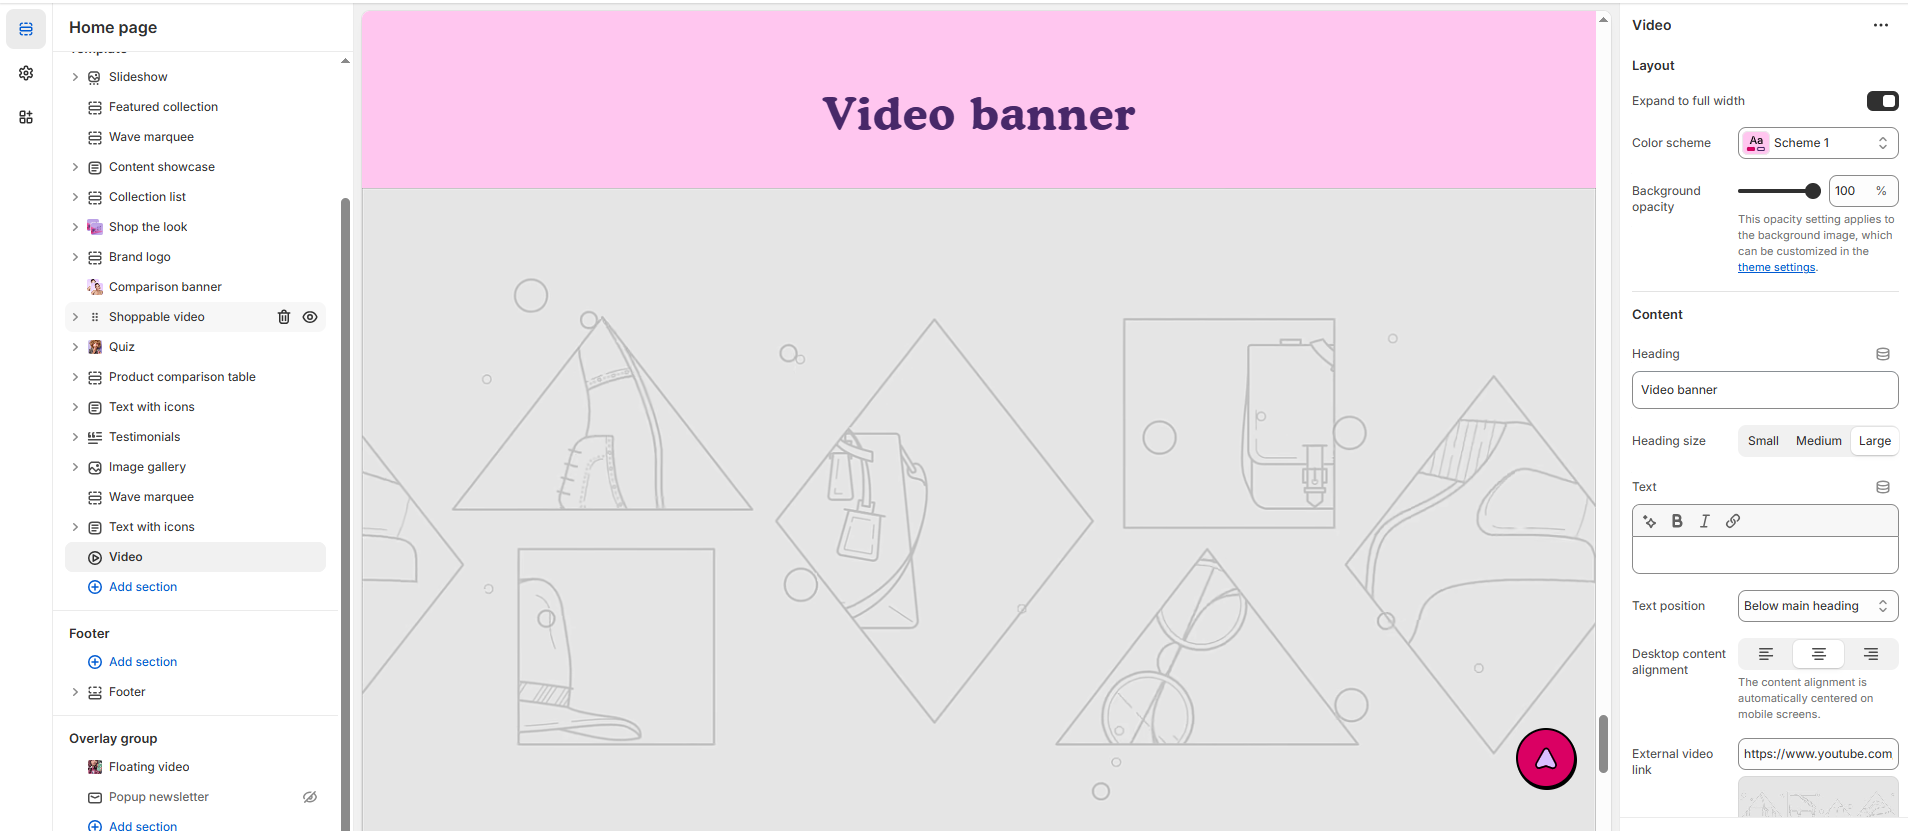 Home page
Template
Slideshow
Featured collection
Wave marquee
Content showcase
Collection list
Shop the look
Brand logo
Comparison banner
Shoppable video
Quiz
Product comparison table
Text with icons
Testimonials
Image gallery
Wave marquee
Text with icons
Video
Add section
Footer
Add section
Footer
Overlay group
Floating video
Popup newsletter
Add section
Video banner
Video
Layout
Expand to full width
Color scheme
Aa
Scheme 1
Background
opacity
100 %
This opacity setting applies to
the background image, which
can be customized in the
theme settings.
Content
Heading
Video banner
Heading size
Small Medium Large
Text
B I
Text position
Below main heading
Desktop content
alignment
The content alignment is
automatically centered on
mobile screens.
External video
link
https://www.youtube.com